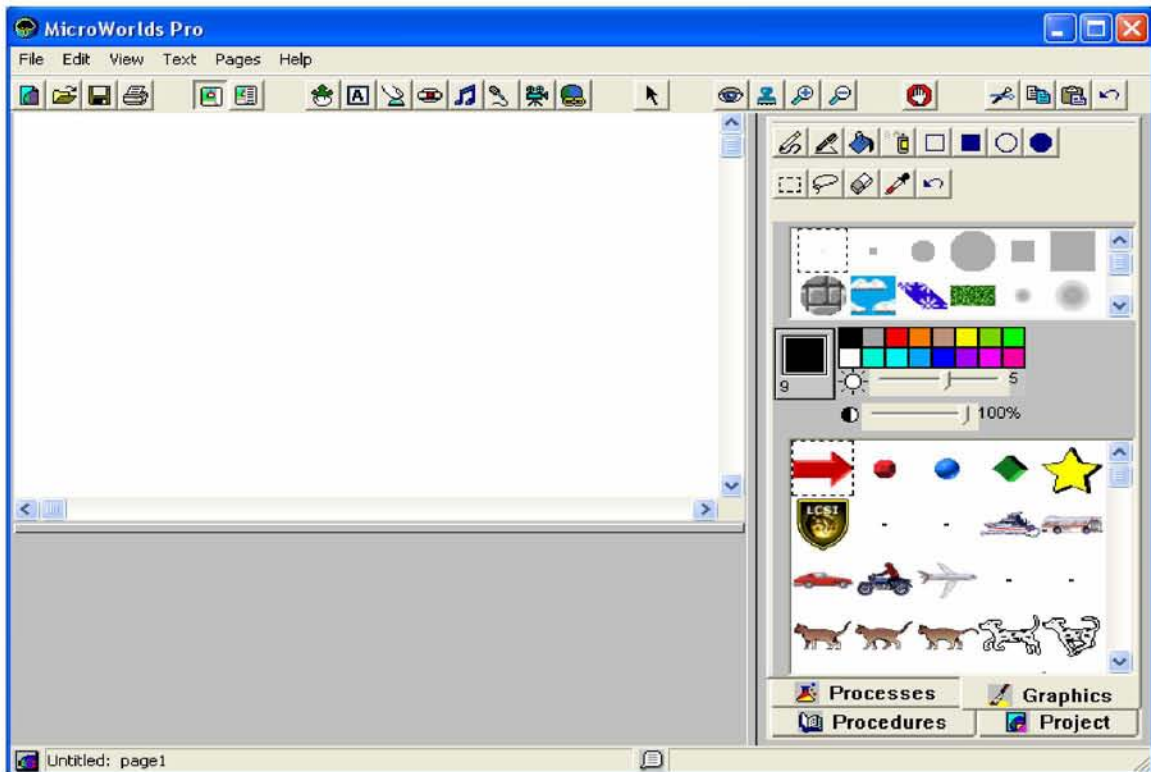 MicroWorlds Pro
File Edit View Text Pages Help
A
9
5
100%
LCSI
Processes
Graphics
Procedures
Project
Untitled: page1